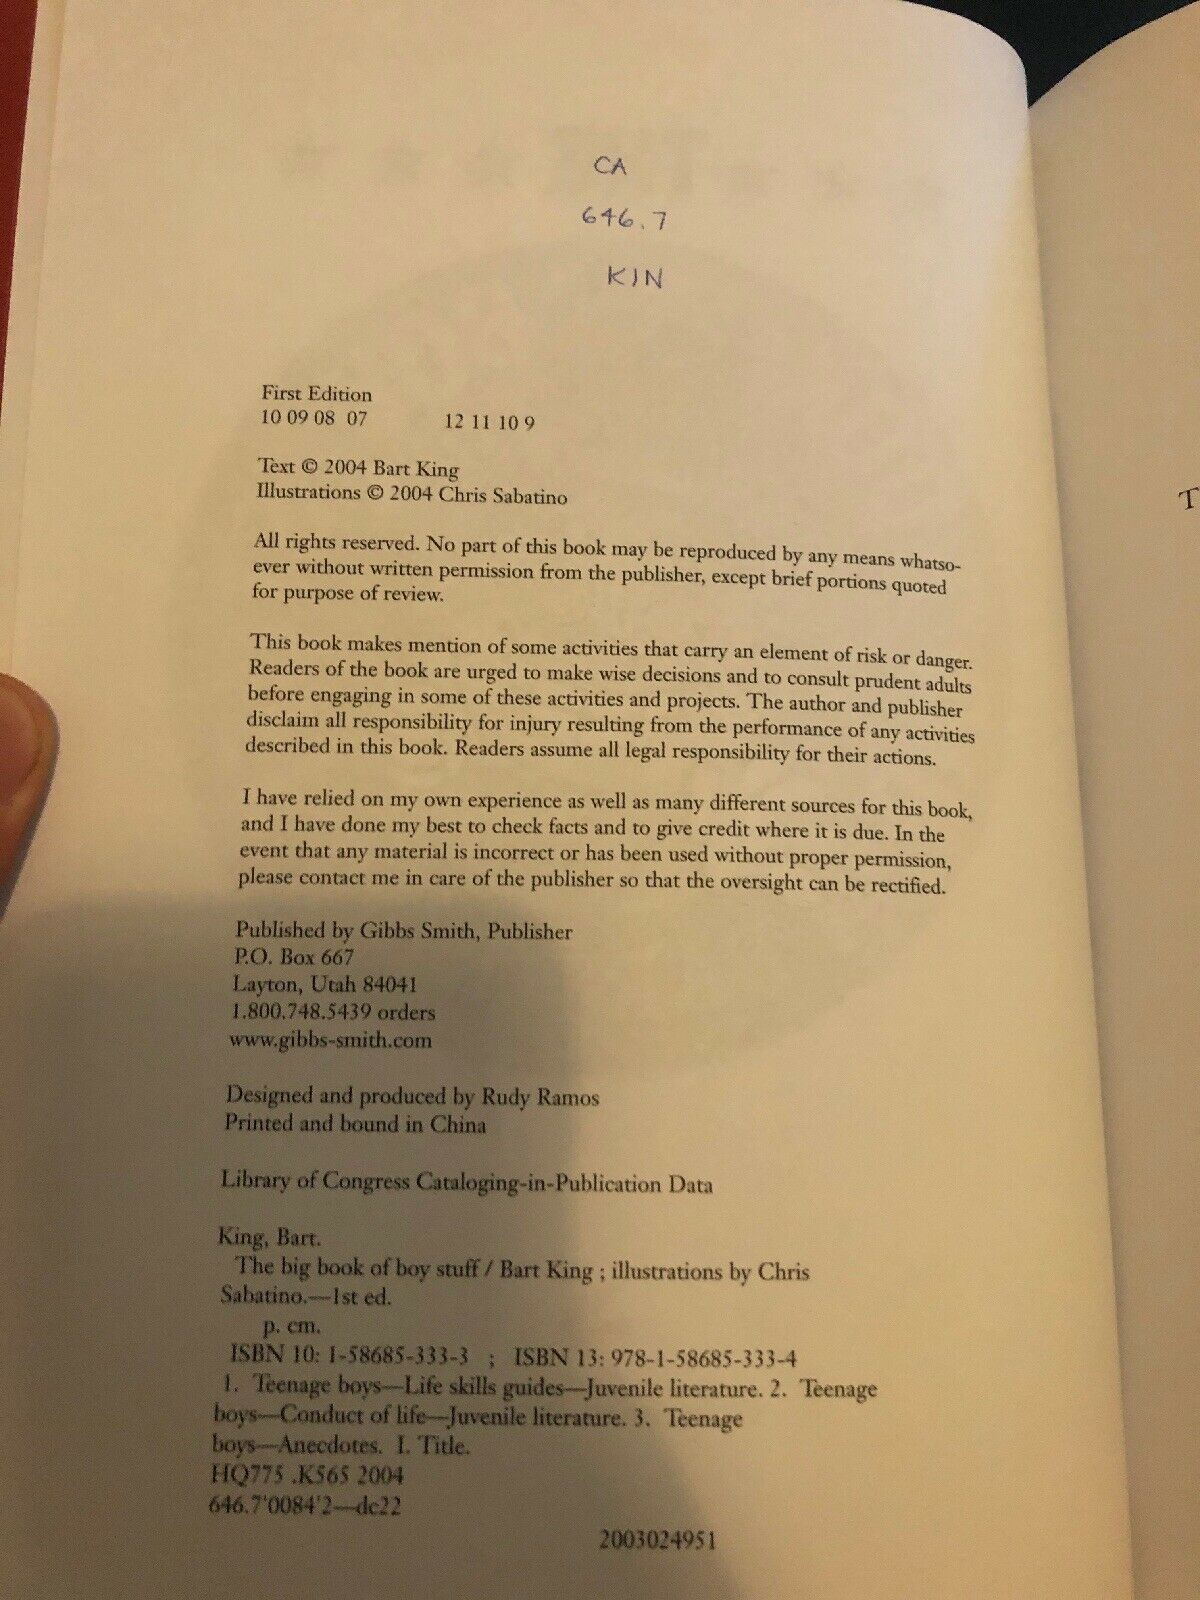 CA
646.7
KIN
First Edition
10 09 08 07 12 11 10 9
Text © 2004 Bart King
Illustrations © 2004 Chris Sabatino
All rights reserved. No part of this book may be reproduced by any means whatso-
ever without written permission from the publisher, except brief portions quoted
for purpose of review.
This book makes mention of some activities that carry an element of risk or danger.
Readers of the book are urged to make wise decisions and to consult prudent adults
before engaging in some of these activities and projects. The author and publisher
disclaim all responsibility for injury resulting from the performance of any activities
described in this book. Readers assume all legal responsibility for their actions.
I have relied on my own experience as well as many different sources for this book,
and I have done my best to check facts and to give credit where it is due. In the
event that any material is incorrect or has been used without proper permission,
please contact me in care of the publisher so that the oversight can be rectified.
Published by Gibbs Smith, Publisher
P.O. Box 667
Layton, Utah 84041
1.800.748.5439 orders
www.gibbs-smith.com
Designed and produced by Rudy Ramos
Printed and bound in China
Library of Congress Cataloging-in-Publication Data
King, Bart.
The big book of boy stuff / Bart King ; illustrations by Chris
Sabatino.—1st ed.
p. cm.
ISBN 10: 1-58685-333-3 ; ISBN 13: 978-1-58685-333-4
1. Teenage boys—Life skills guides—Juvenile literature. 2. Teenage
boys—Conduct of life—Juvenile literature. 3. Teenage
boys—Anecdotes. I. Title.
HQ775 .K565 2004
646.7'0084'2—dc22
2003024951
T